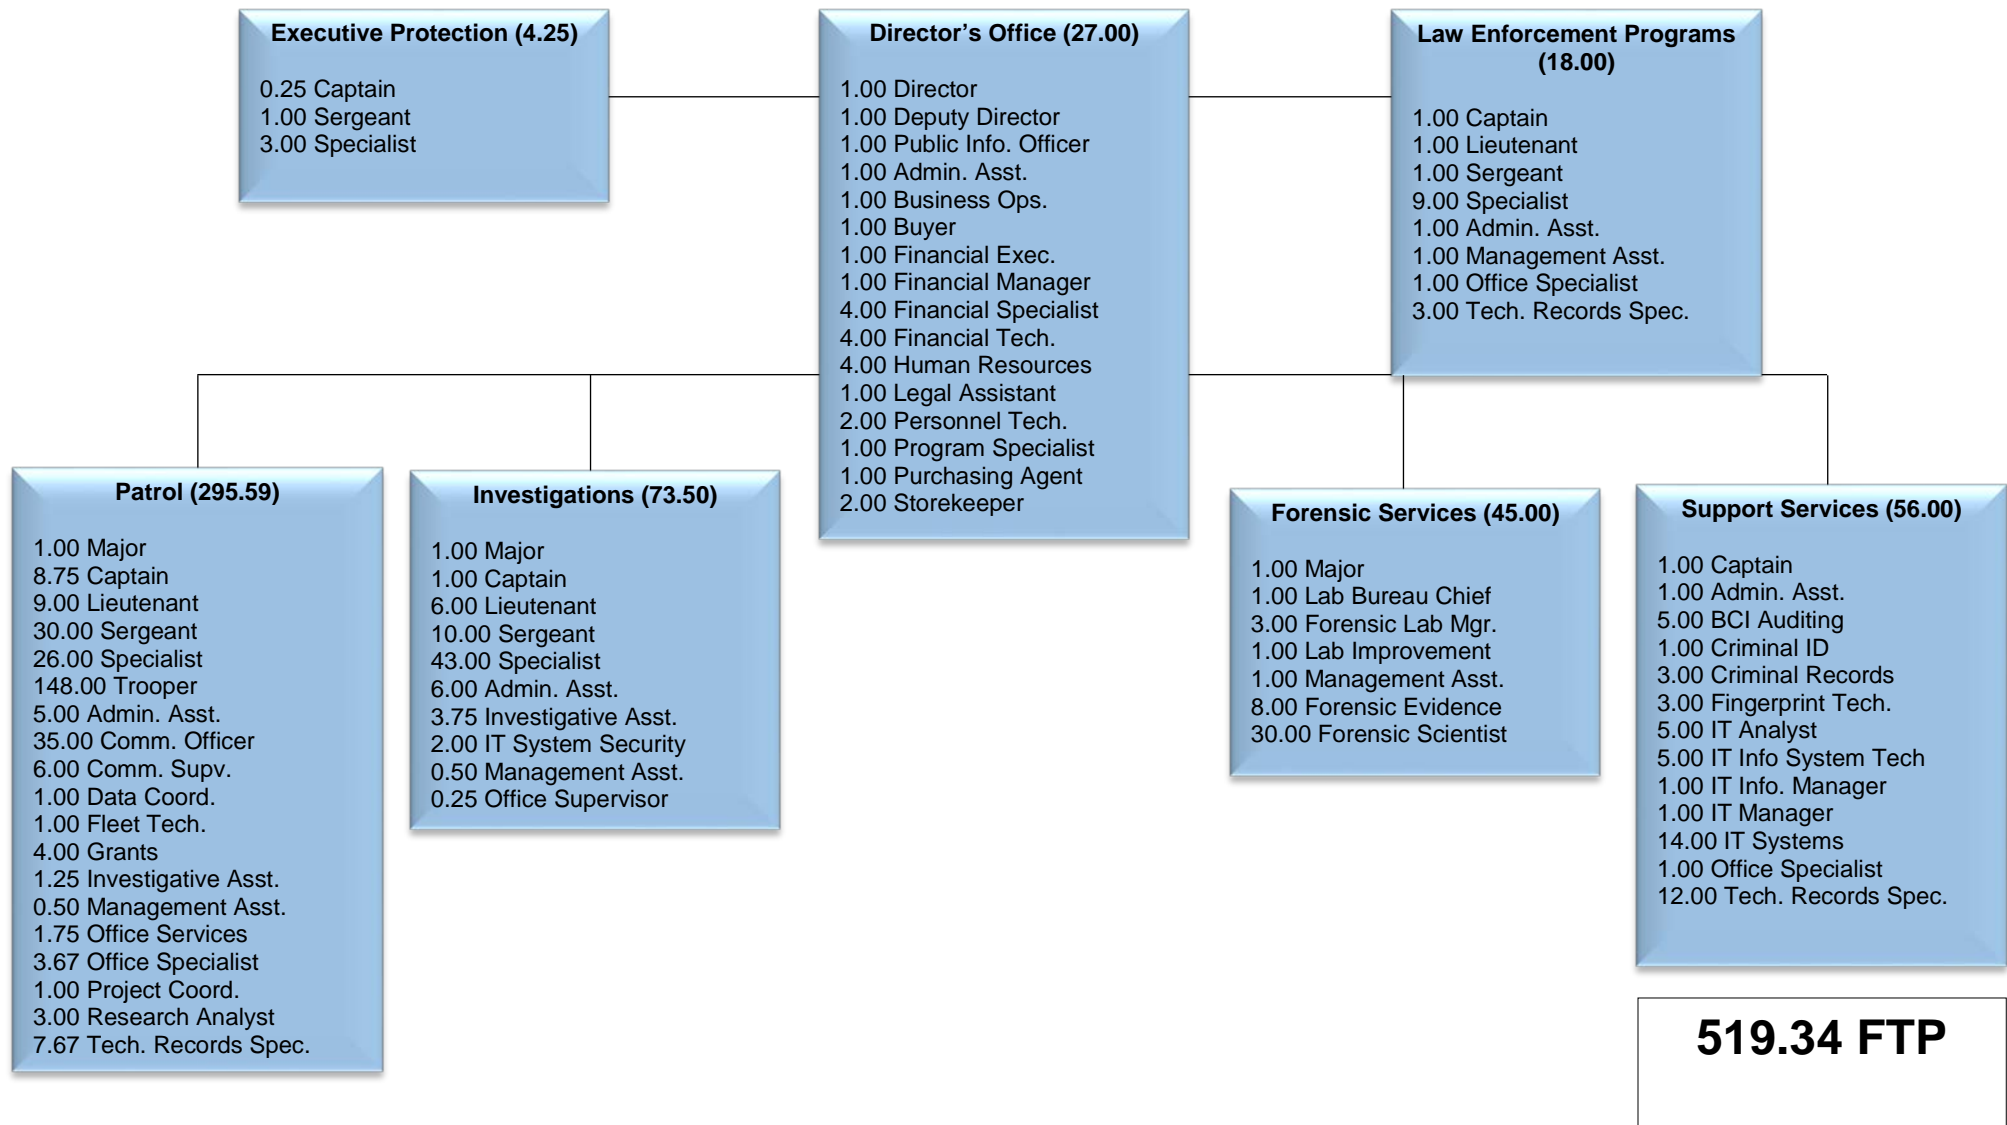 Executive Protection (4.25)
0.25 Captain
1.00 Sergeant
3.00 Specialist
Director’s Office (27.00)
1.00 Director
1.00 Deputy Director
1.00 Public Info. Officer
1.00 Admin. Asst.
1.00 Business Ops.
1.00 Buyer
1.00 Financial Exec.
1.00 Financial Manager
4.00 Financial Specialist
4.00 Financial Tech.
4.00 Human Resources
1.00 Legal Assistant
2.00 Personnel Tech.
1.00 Program Specialist
1.00 Purchasing Agent
2.00 Storekeeper
Law Enforcement Programs
(18.00)
1.00 Captain
1.00 Lieutenant
1.00 Sergeant
9.00 Specialist
1.00 Admin. Asst.
1.00 Management Asst.
1.00 Office Specialist
3.00 Tech. Records Spec.
Patrol (295.59)
1.00 Major
8.75 Captain
9.00 Lieutenant
30.00 Sergeant
26.00 Specialist
148.00 Trooper
5.00 Admin. Asst.
35.00 Comm. Officer
6.00 Comm. Supv.
1.00 Data Coord.
1.00 Fleet Tech.
4.00 Grants
1.25 Investigative Asst.
0.50 Management Asst.
1.75 Office Services
3.67 Office Specialist
1.00 Project Coord.
3.00 Research Analyst
7.67 Tech. Records Spec.
Investigations (73.50)
1.00 Major
1.00 Captain
6.00 Lieutenant
10.00 Sergeant
43.00 Specialist
6.00 Admin. Asst.
3.75 Investigative Asst.
2.00 IT System Security
0.50 Management Asst.
0.25 Office Supervisor
Forensic Services (45.00)
1.00 Major
1.00 Lab Bureau Chief
3.00 Forensic Lab Mgr.
1.00 Lab Improvement
1.00 Management Asst.
8.00 Forensic Evidence
30.00 Forensic Scientist
Support Services (56.00)
1.00 Captain
1.00 Admin. Asst.
5.00 BCI Auditing
1.00 Criminal ID
3.00 Criminal Records
3.00 Fingerprint Tech.
5.00 IT Analyst
5.00 IT Info System Tech
1.00 IT Info. Manager
1.00 IT Manager
14.00 IT Systems
1.00 Office Specialist
12.00 Tech. Records Spec.
519.34 FTP